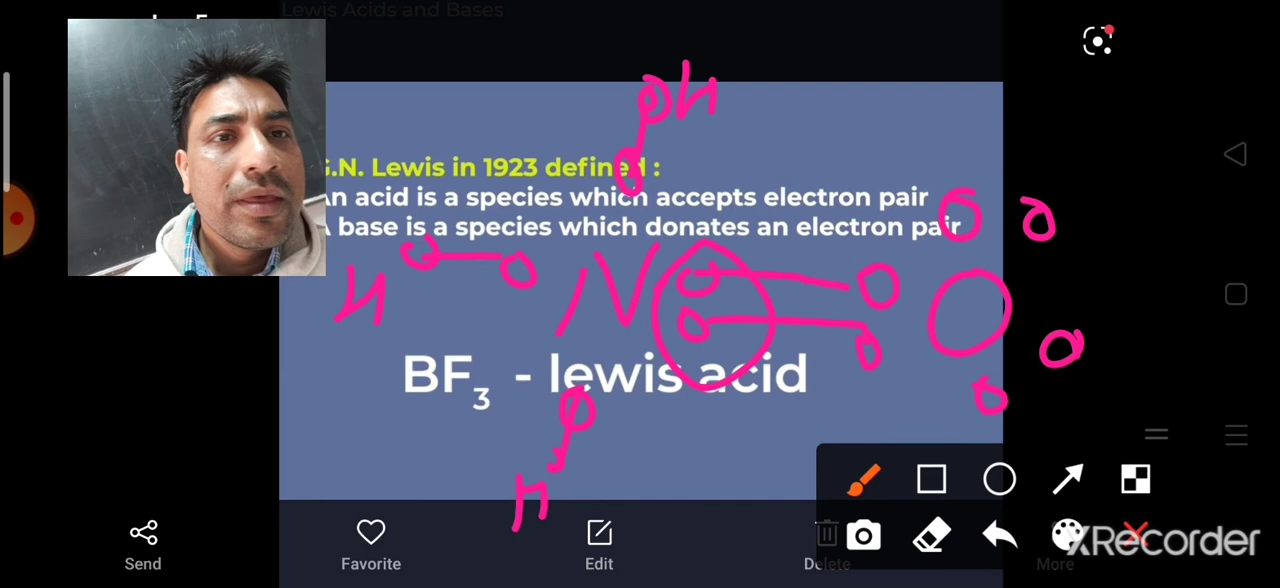 Lewis Acids and Bases
G.N. Lewis in 1923 defined :
An acid is a species which accepts electron pair
A base is a species which donates an electron pair
H
H N O
BF3 - lewis acid
H
Send Favorite Edit Delete More
XRecorder